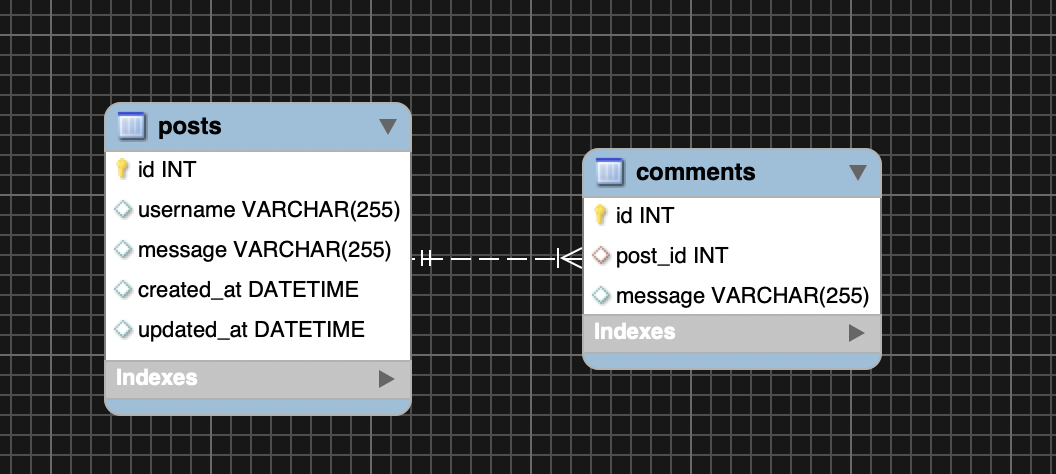 posts
id INT
username VARCHAR(255)
message VARCHAR(255)
created_at DATETIME
updated_at DATETIME
Indexes
comments
id INT
post_id INT
message VARCHAR(255)
Indexes